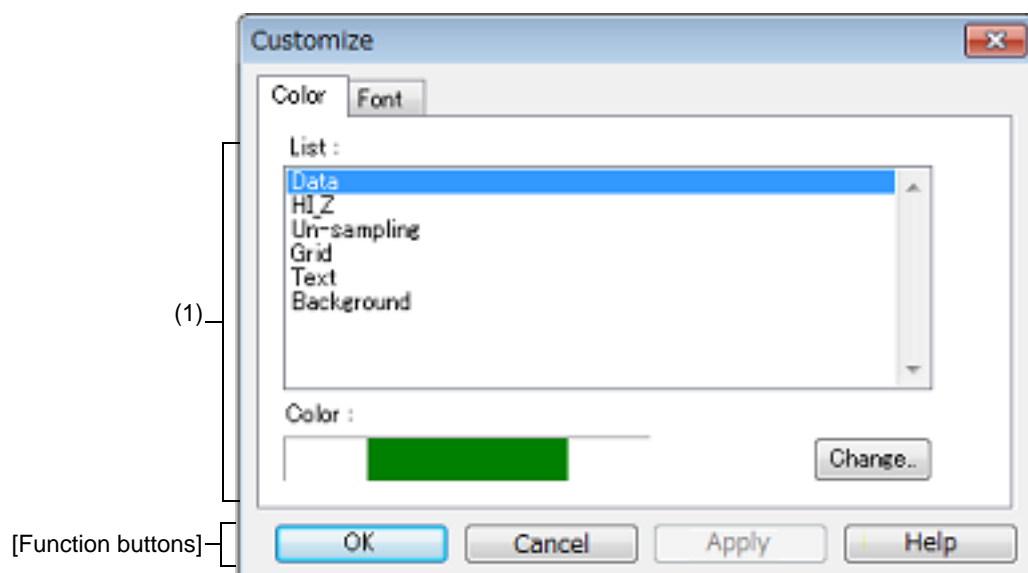 Customize
Color Font
List :
Data
HI_Z
Un-sampling
Grid
Text
Background
(1)
Color :
Change..
[Function buttons]
OK Cancel Apply Help